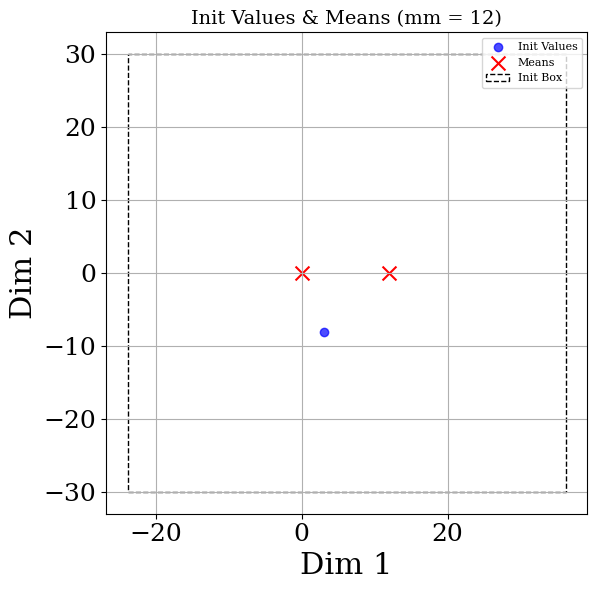 Init Values & Means (mm = 12)
Init Values
Means
Init Box
30
20
10
0
−10
−20
−30
Dim 2
−20 0 20
Dim 1